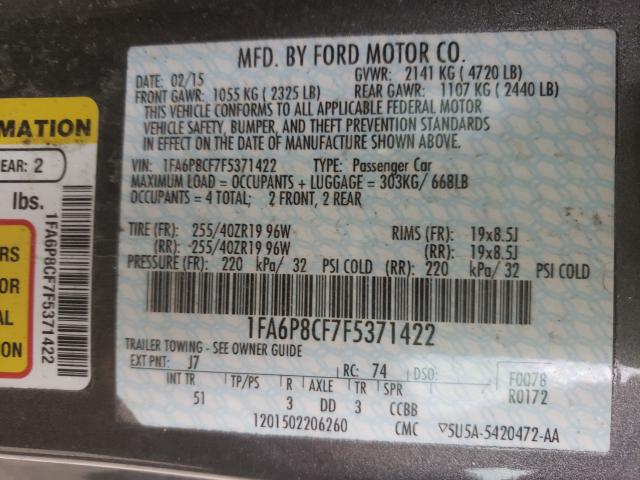 MFD. BY FORD MOTOR CO.
DATE: 02/15 GVWR: 2141 KG ( 4720 LB)
FRONT GAWR: 1055 KG ( 2325 LB) REAR GAWR: 1107 KG ( 2440 LB)
THIS VEHICLE CONFORMS TO ALL APPLICABLE FEDERAL MOTOR
VEHICLE SAFETY, BUMPER, AND THEFT PREVENTION STANDARDS
IN EFFECT ON THE DATE OF MANUFACTURE SHOWN ABOVE.
VIN: 1FA6P8CF7F5371422 TYPE: Passenger Car
MAXIMUM LOAD = OCCUPANTS + LUGGAGE = 303KG/ 668LB
OCCUPANTS = 4 TOTAL; 2 FRONT, 2 REAR
TIRE (FR): 255/40ZR19 96W RIMS (FR): 19x8.5J
(RR): 255/40ZR19 96W (RR): 19x8.5J
PRESSURE (FR): 220 kPa/ 32 PSI COLD (RR): 220 kPa/ 32 PSI COLD
1FA6P8CF7F5371422
TRAILER TOWING - SEE OWNER GUIDE
EXT PNT: J7 RC: 74 DSO: F0078
INT TR TP/PS R AXLE TR SPR R0172
51 3 DD 3 CCBB
1201502206260 CMC ▽5U5A-5420472-AA
MATION
EAR: 2
lbs.
RS
OR
AL
ON
1FA6P8CF7F5371422